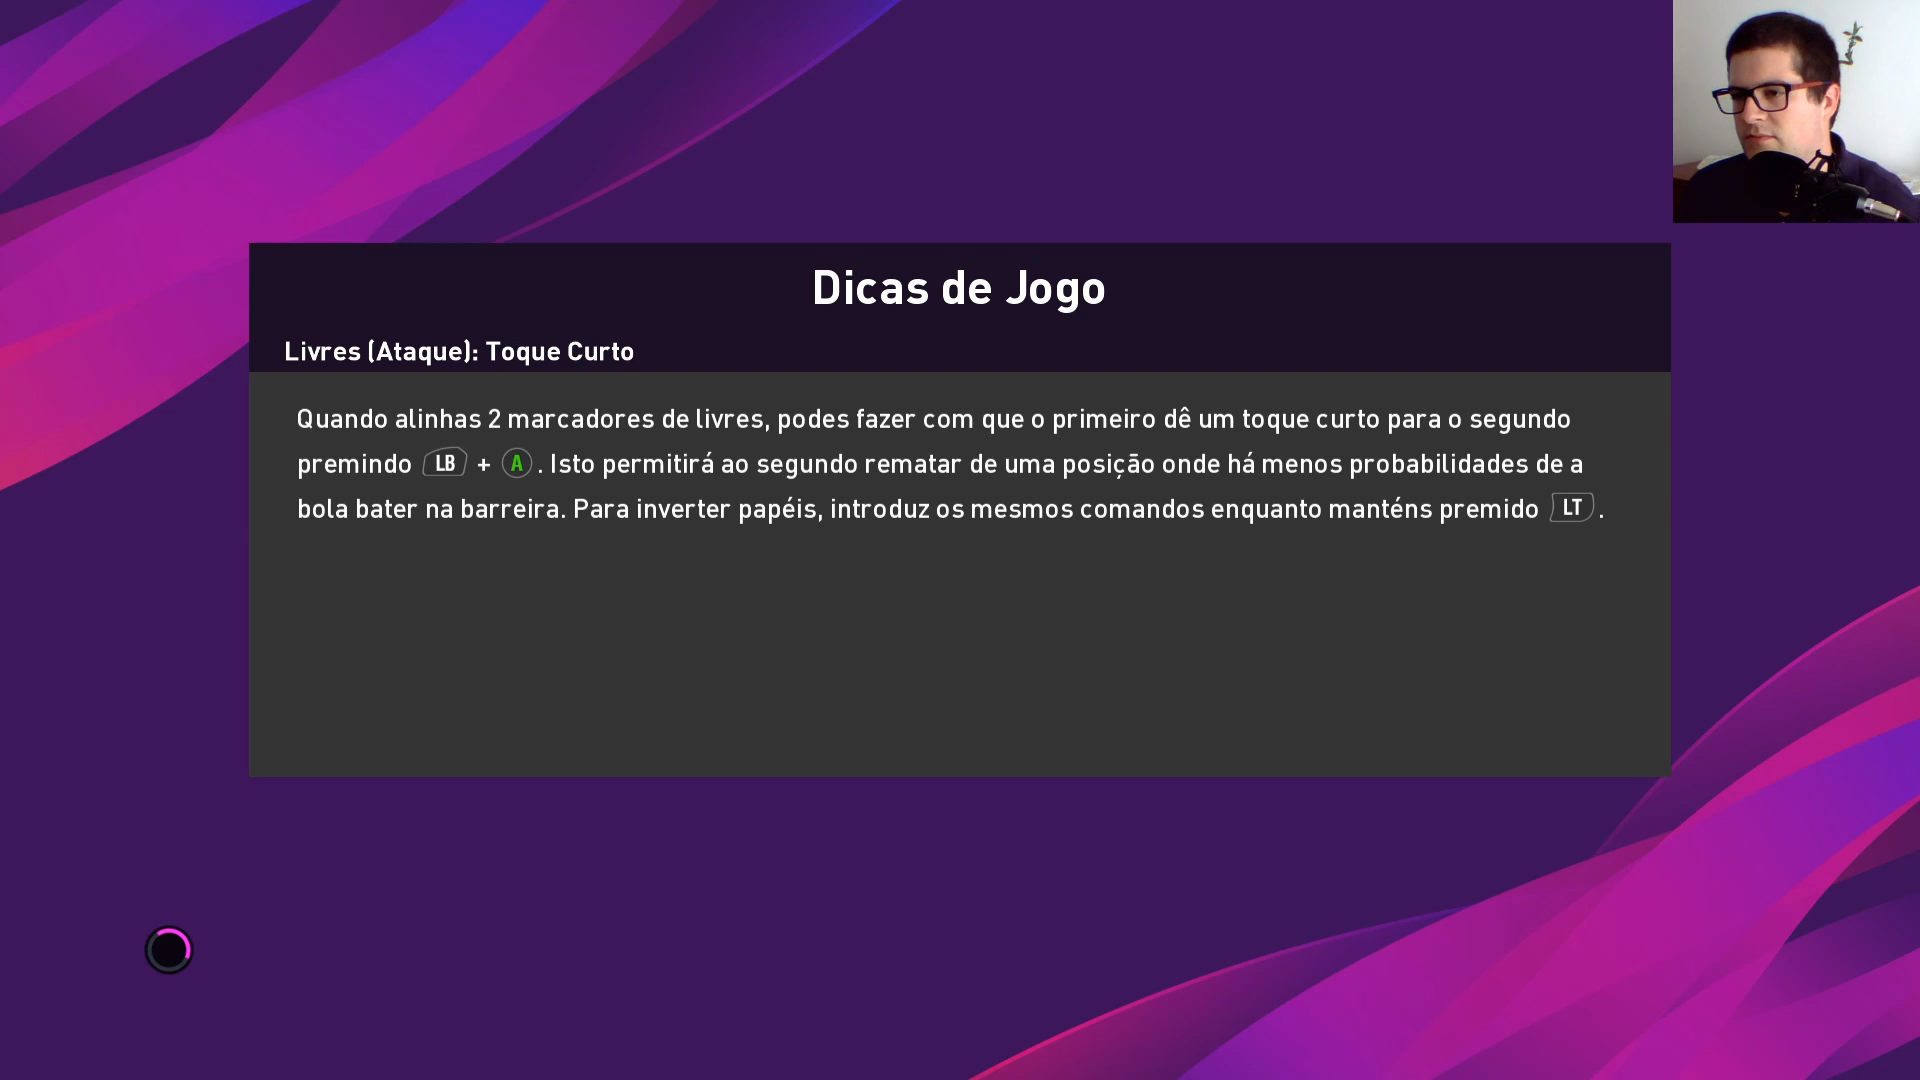 Dicas de Jogo
Livres (Ataque): Toque Curto
Quando alinhas 2 marcadores de livres, podes fazer com que o primeiro dê um toque curto para o segundo
premindo LB + A. Isto permitirá ao segundo rematar de uma posição onde há menos probabilidades de a
bola bater na barreira. Para inverter papéis, introduz os mesmos comandos enquanto manténs premido LT.